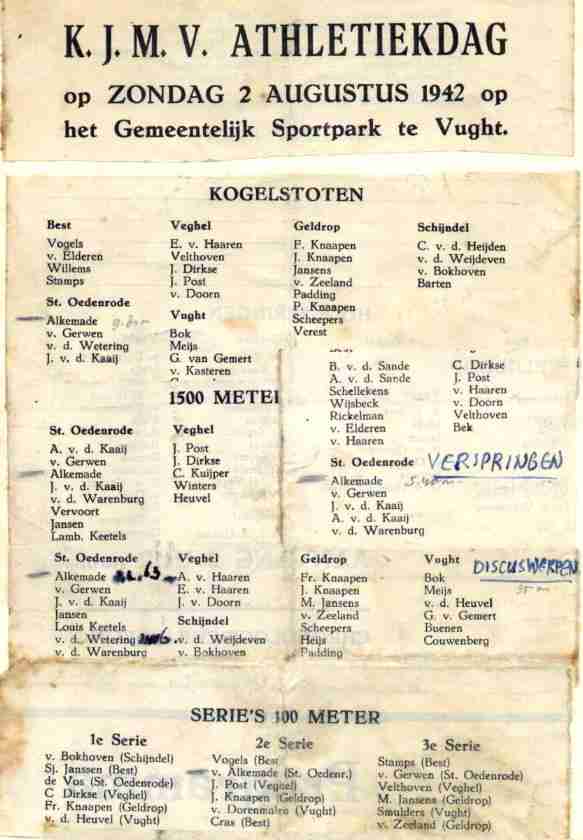 K. J. M. V. ATHLETIEKDAG
op ZONDAG 2 AUGUSTUS 1942 op
het Gemeentelijk Sportpark te Vught.
KOGELSTOTEN
Best
Vogels
v. Elderen
Willems
Stamps
St. Oedenrode
Alkemade
v. Gerwen
v. d. Wetering
J. v. d. Kaaij
Veghel
E. v. Haaren
Velthoven
J. Dirkse
J. Post
v. Doorn
Vught
Bok
Meijs
G. van Gemert
v. Kasteren
Geldrop
F. Knaapen
J. Knaapen
Jansens
v. Zeeland
Padding
P. Knaapen
Scheepers
Verest
Schijndel
C. v. d. Heijden
v. d. Weijdeven
v. Bokhoven
Barten
1500 METE
St. Oedenrode
A. v. d. Kaaij
v. Gerwen
Alkemade
J. v. d. Kaaij
v. d. Warenburg
Vervoort
Jansen
Lamb. Keetels
Veghel
J. Post
J. Dirkse
C. Kuijper
Winters
Heuvel
B. v. d. Sande
A. v. d. Sande
Schellekens
Wijsbeck
Rickelman
v. Elderen
v. Haaren
C. Dirkse
J. Post
v. Haaren
v. Doorn
Velthoven
Bek
St. Oedenrode VERSPRINGEN
Alkemade
v. Gerwen
J. v. d. Kaaij
A. v. d. Kaaij
v. d. Warenburg
St. Oedenrode
Alkemade
v. Gerwen
J. v. d. Kaaij
Jansen
Louis Keetels
v. d. Wetering
v. d. Warenburg
Veghel
A. v. Haaren
E. v. Haaren
J. v. Doorn
Schijndel
v. d. Weijdeven
v. Bokhoven
Geldrop
Fr. Knaapen
J. Knaapen
M. Jansens
v. Zeeland
Scheepers
Heijs
Padding
Vught DISCUSWERPEN
Bok
Meijs
v. d. Heuvel
G. v. Gemert
Buenen
Couwenberg
SERIE'S 100 METER
1e Serie
v. Bokhoven (Schijndel)
Sj. Janssen (Best)
de Vos (St. Oedenrode)
C Dirkse (Veghel)
Fr. Knaapen (Geldrop)
v. d. Heuvel (Vught)
2e Serie
Vogels (Best
v. Alkemade (St. Oedenr.)
J. Post (Veghel)
J. Knaapen (Geldrop)
v. Dorenmalen (Vught)
Cras (Best)
3e Serie
Stamps (Best)
v. Gerwen (St. Oedenrode)
Velthoven (Veghel)
M. Jansens (Geldrop)
Smulders (Vught)
v. Zeeland (Geldrop)